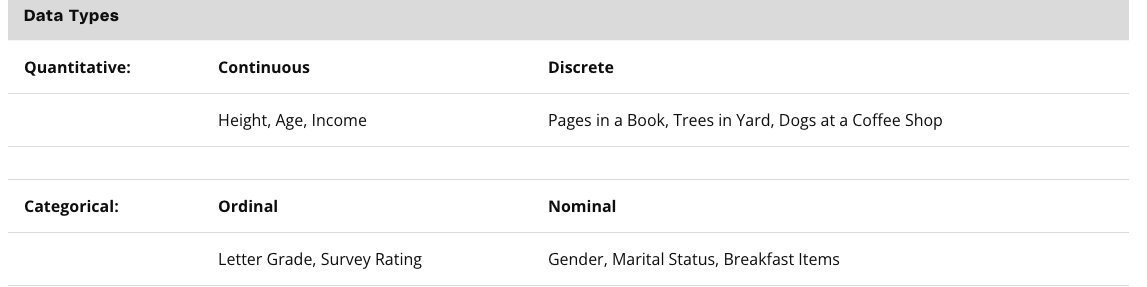 Data Types
Quantitative: Continuous Discrete
Height, Age, Income Pages in a Book, Trees in Yard, Dogs at a Coffee Shop
Categorical: Ordinal Nominal
Letter Grade, Survey Rating Gender, Marital Status, Breakfast Items